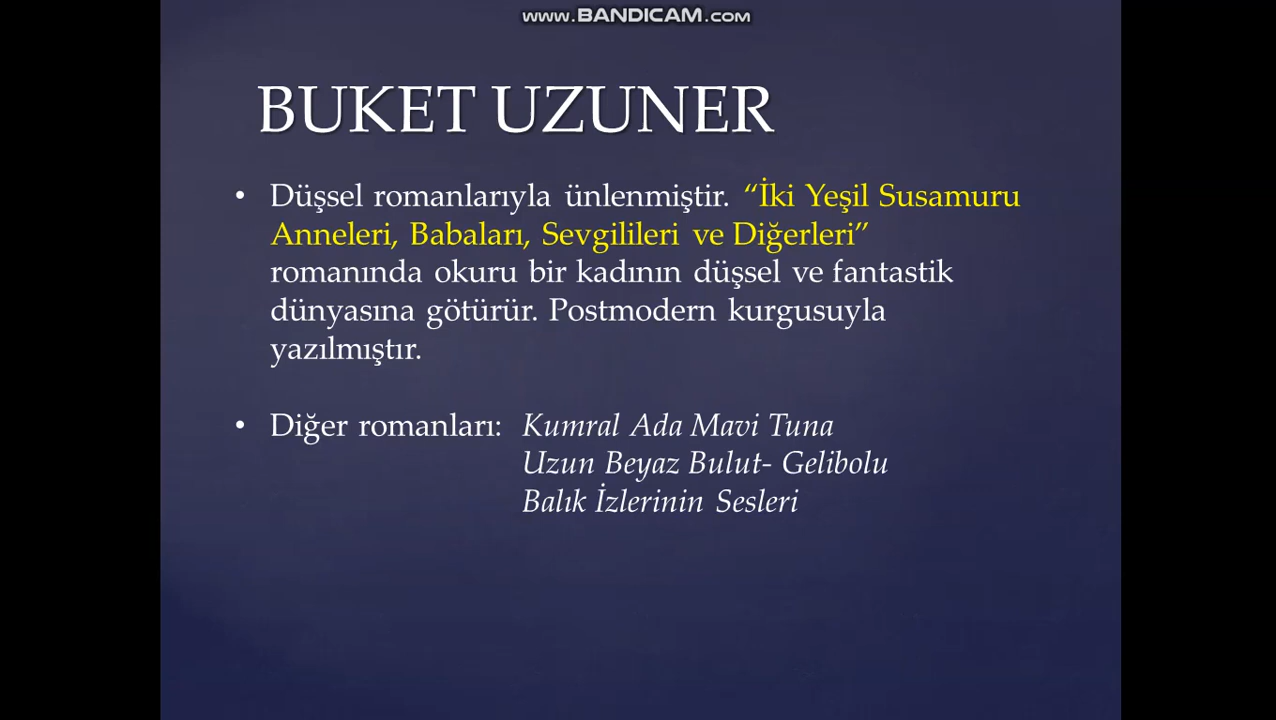 www.BANDICAM.com
BUKET UZUNER
• Düşsel romanlarıyla ünlenmiştir. “İki Yeşil Susamuru
Anneleri, Babaları, Sevgilileri ve Diğerleri”
romanında okuru bir kadının düşsel ve fantastik
dünyasına götürür. Postmodern kurgusuyla
yazılmıştır.
• Diğer romanları: Kumral Ada Mavi Tuna
Uzun Beyaz Bulut- Gelibolu
Balık İzlerinin Sesleri